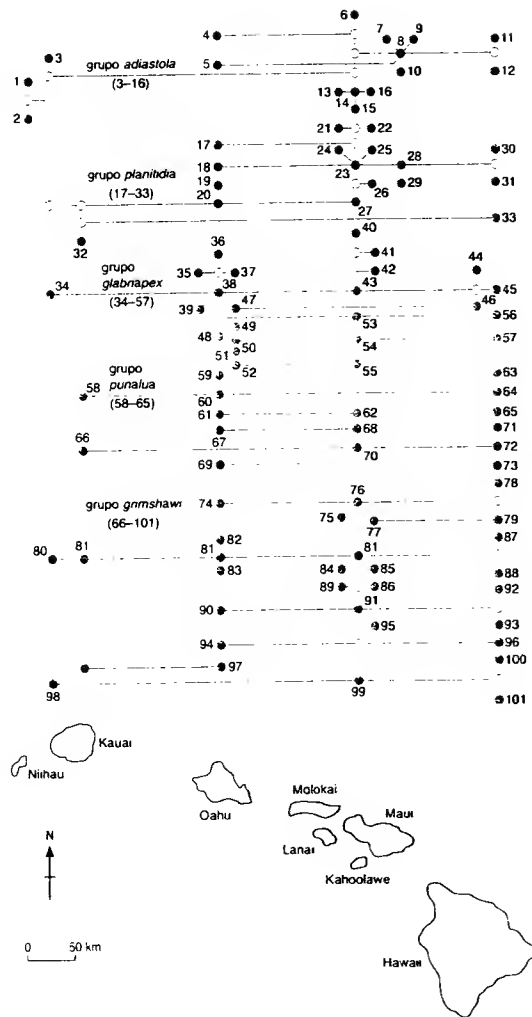 6
4 7 9
3 8 11
grupo adiastola 5
(3–16) 10 12
1
13 16
14 15
2
21 22
17 24 25 30
18 28
grupo planitidia 23
(17–33) 19 26 29 31
20 27
33
32 36 40
41
grupo 35 37 42 44
glabriapex
34 (34–57) 38 43 45
39 47 46 56
53
49
48 54 57
50
51
grupo 52 55
punalua 59 63
58 (58–65) 60 64
61 62 65
66 67 68 71
70 72
69 73
76 78
grupo grimshawi 74
(66–101) 75 77 79
82 87
80 81 81 81
83 84 85 88
89 86 92
90 91
95 93
94 96
97 100
98 99 101
Kauai
Niihau
Oahu
Molokai
Maui
Lanai
Kahoolawe
N
0 50 km
Hawaii